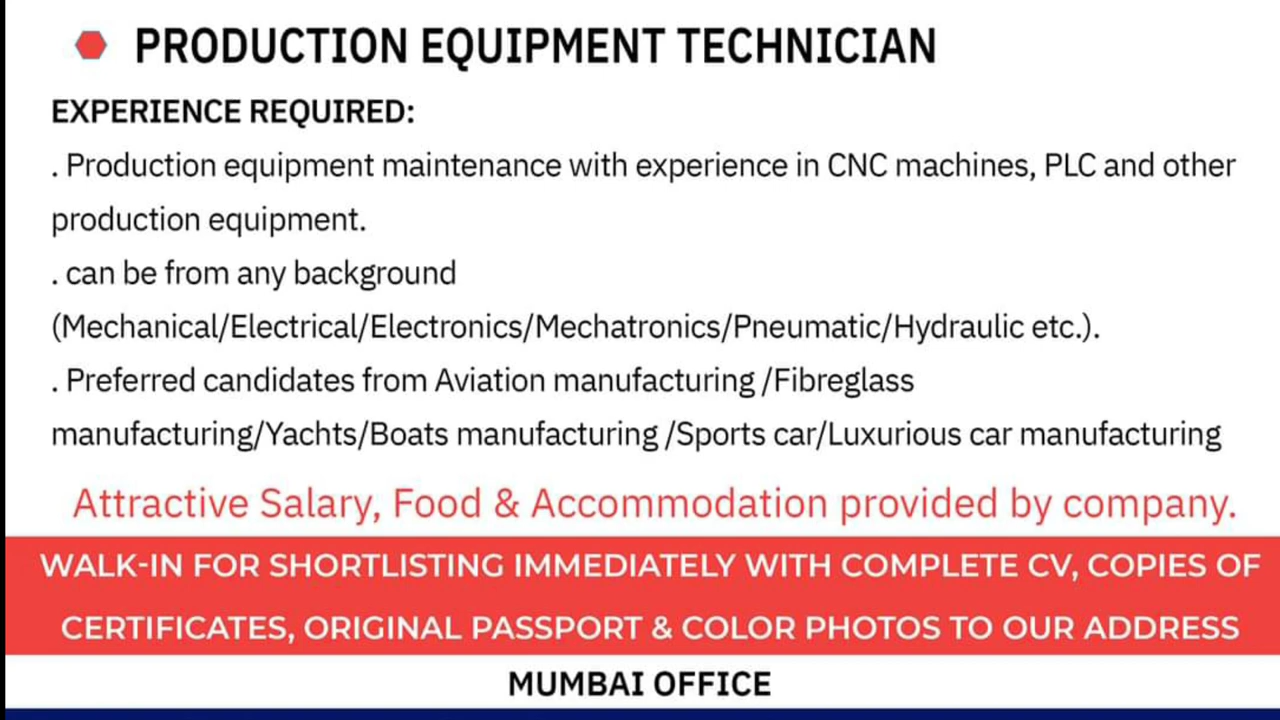 PRODUCTION EQUIPMENT TECHNICIAN
EXPERIENCE REQUIRED:
. Production equipment maintenance with experience in CNC machines, PLC and other
production equipment.
. can be from any background
(Mechanical/Electrical/Electronics/Mechatronics/Pneumatic/Hydraulic etc.).
. Preferred candidates from Aviation manufacturing /Fibreglass
manufacturing/Yachts/Boats manufacturing /Sports car/Luxurious car manufacturing
Attractive Salary, Food & Accommodation provided by company.
WALK-IN FOR SHORTLISTING IMMEDIATELY WITH COMPLETE CV, COPIES OF
CERTIFICATES, ORIGINAL PASSPORT & COLOR PHOTOS TO OUR ADDRESS
MUMBAI OFFICE